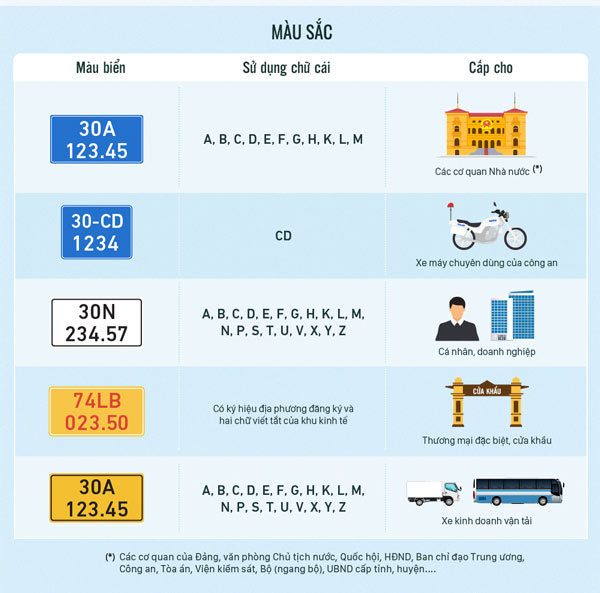 MÀU SẮC
Màu biển
Sử dụng chữ cái
Cấp cho
30A
123.45
A, B, C, D, E, F, G, H, K, L, M
Các cơ quan Nhà nước (*)
30-CD
1234
CD
Xe máy chuyên dùng của công an
30N
234.57
A, B, C, D, E, F, G, H, K, L, M,
N, P, S, T, U, V, X, Y, Z
Cá nhân, doanh nghiệp
74LB
023.50
Có ký hiệu địa phương đăng ký và
hai chữ viết tắt của khu kinh tế
CỬA KHẨU
Thương mại đặc biệt, cửa khẩu
30A
123.45
A, B, C, D, E, F, G, H, K, L, M,
N, P, S, T, U, V, X, Y, Z
Xe kinh doanh vận tải
(*) Các cơ quan của Đảng, văn phòng Chủ tịch nước, Quốc hội, HĐND, Ban chỉ đạo Trung ương,
Công an, Tòa án, Viện kiểm sát, Bộ (ngang bộ), UBND cấp tỉnh, huyện....